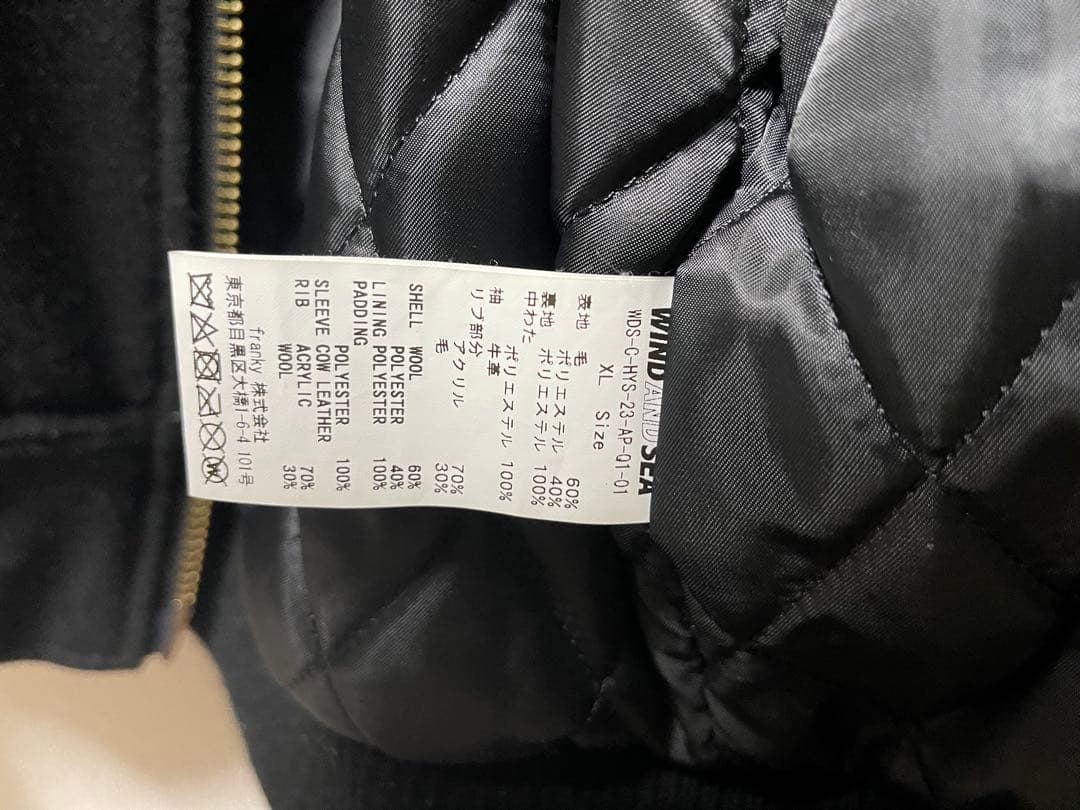 WIND AND SEA
WDS-C-HYS-23-AP-Q1-01
XL Size
表地 毛 60%
ポリエステル 40%
裏地 ポリエステル 100%
中わた ポリエステル 100%
袖 牛革
リブ部分 アクリル 70%
毛 30%
SHELL WOOL 60%
POLYESTER 40%
LINING POLYESTER 100%
PADDING
POLYESTER 100%
SLEEVE COW LEATHER
RIB ACRYLIC 70%
WOOL 30%
franky 株式会社
東京都目黒区大橋1-6-4 101号